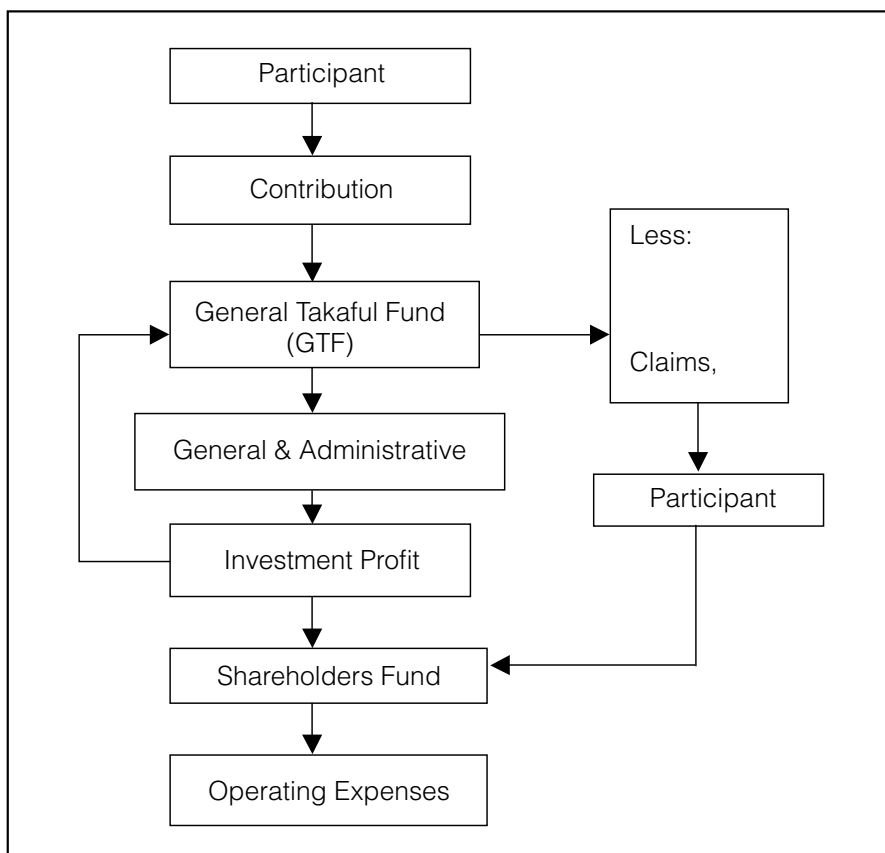 Participant
Contribution
General Takaful Fund
(GTF)
Less:
Claims,
General & Administrative
Participant
Investment Profit
Shareholders Fund
Operating Expenses